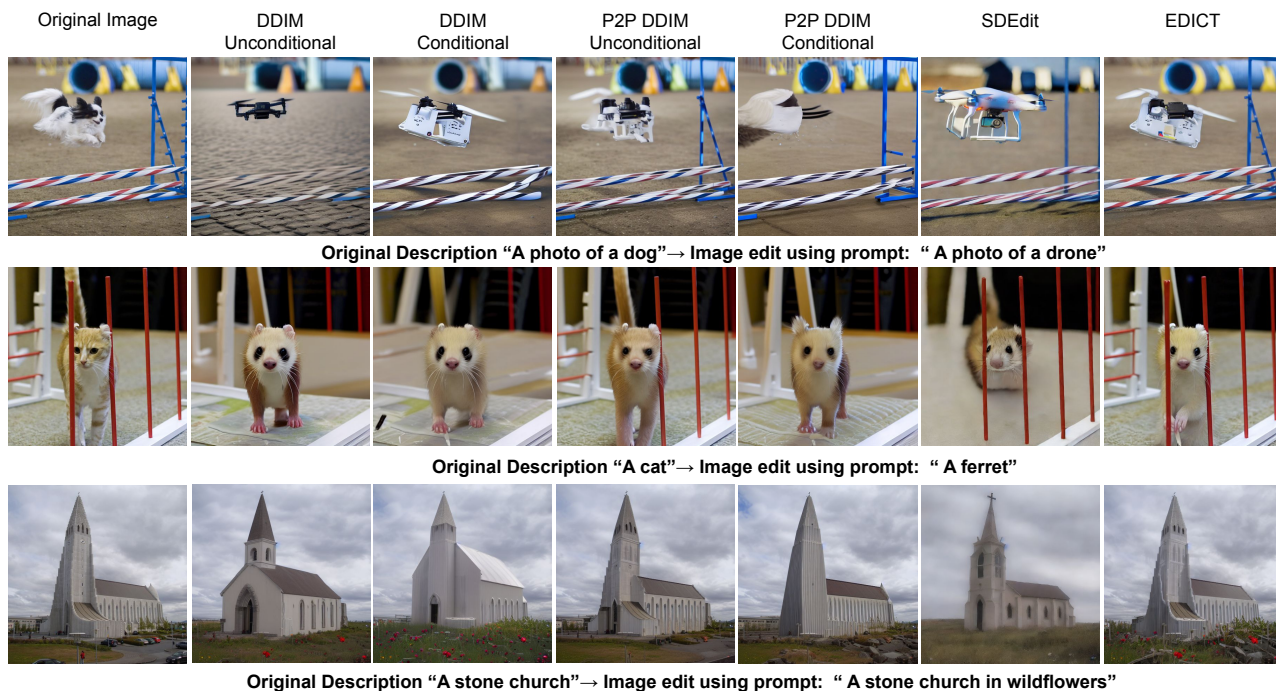 Original Image
DDIM
Unconditional
DDIM
Conditional
P2P DDIM
Unconditional
P2P DDIM
Conditional
SDEdit
EDICT
Original Description “A photo of a dog”→ Image edit using prompt: “ A photo of a drone”
Original Description “A cat”→ Image edit using prompt: “ A ferret”
Original Description “A stone church”→ Image edit using prompt: “ A stone church in wildflowers”